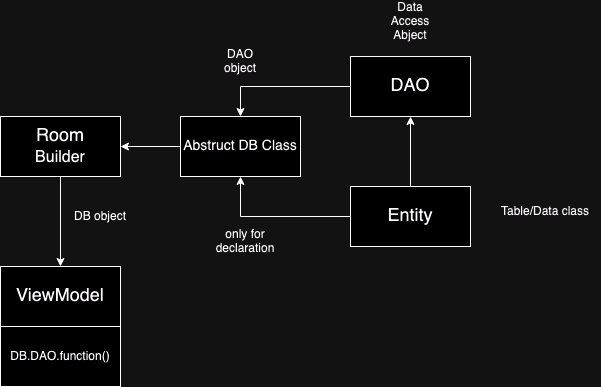 Data
Access
Abject
DAO
object
DAO
Room
Builder
Abstruct DB Class
DB object
only for
declaration
Entity
Table/Data class
ViewModel
DB.DAO.function()